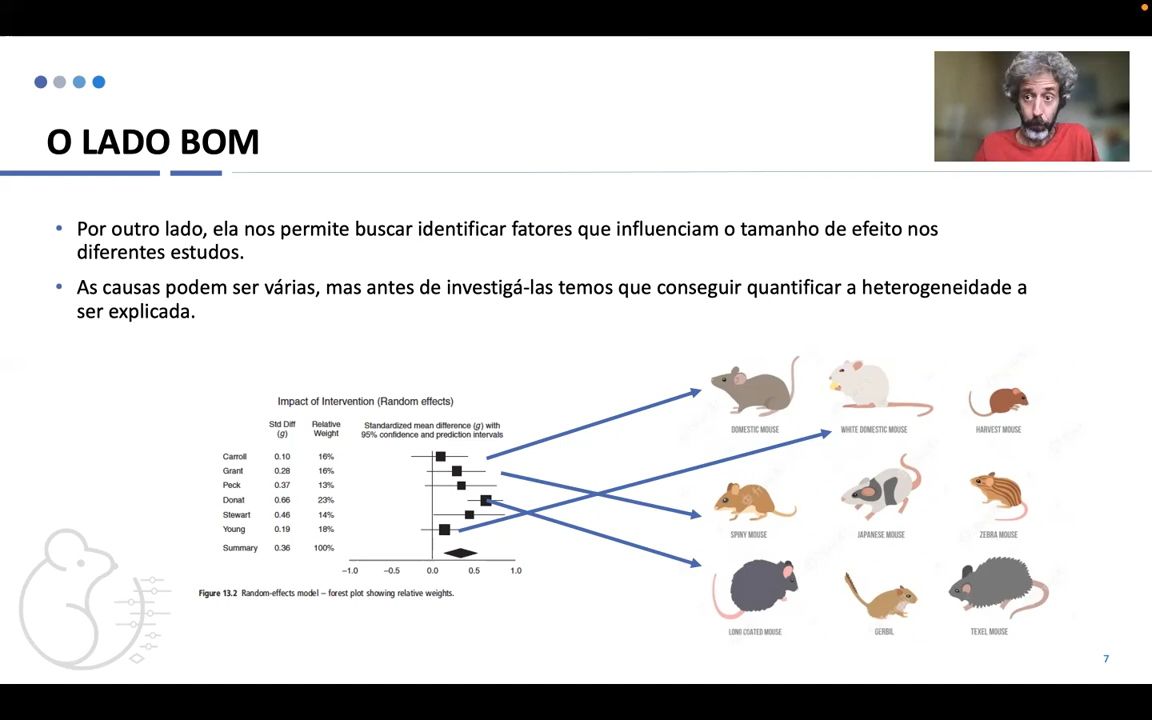 O LADO BOM
• Por outro lado, ela nos permite buscar identificar fatores que influenciam o tamanho de efeito nos
diferentes estudos.
• As causas podem ser várias, mas antes de investigá-las temos que conseguir quantificar a heterogeneidade a
ser explicada.
Impact of Intervention (Random effects)
Std Diff Relative Standardized mean difference (g) with
(g) Weight 95% confidence and prediction intervals
Carroll 0.10 16%
Grant 0.28 16%
Peck 0.37 13%
Donat 0.66 23%
Stewart 0.46 14%
Young 0.19 18%
Summary 0.36 100%
−1.0 −0.5 0.0 0.5 1.0
Figure 13.2 Random-effects model – forest plot showing relative weights.
DOMESTIC MOUSE WHITE DOMESTIC MOUSE HARVEST MOUSE
SPINY MOUSE JAPANESE MOUSE ZEBRA MOUSE
LONG COATED MOUSE GERBIL TEXEL MOUSE
7